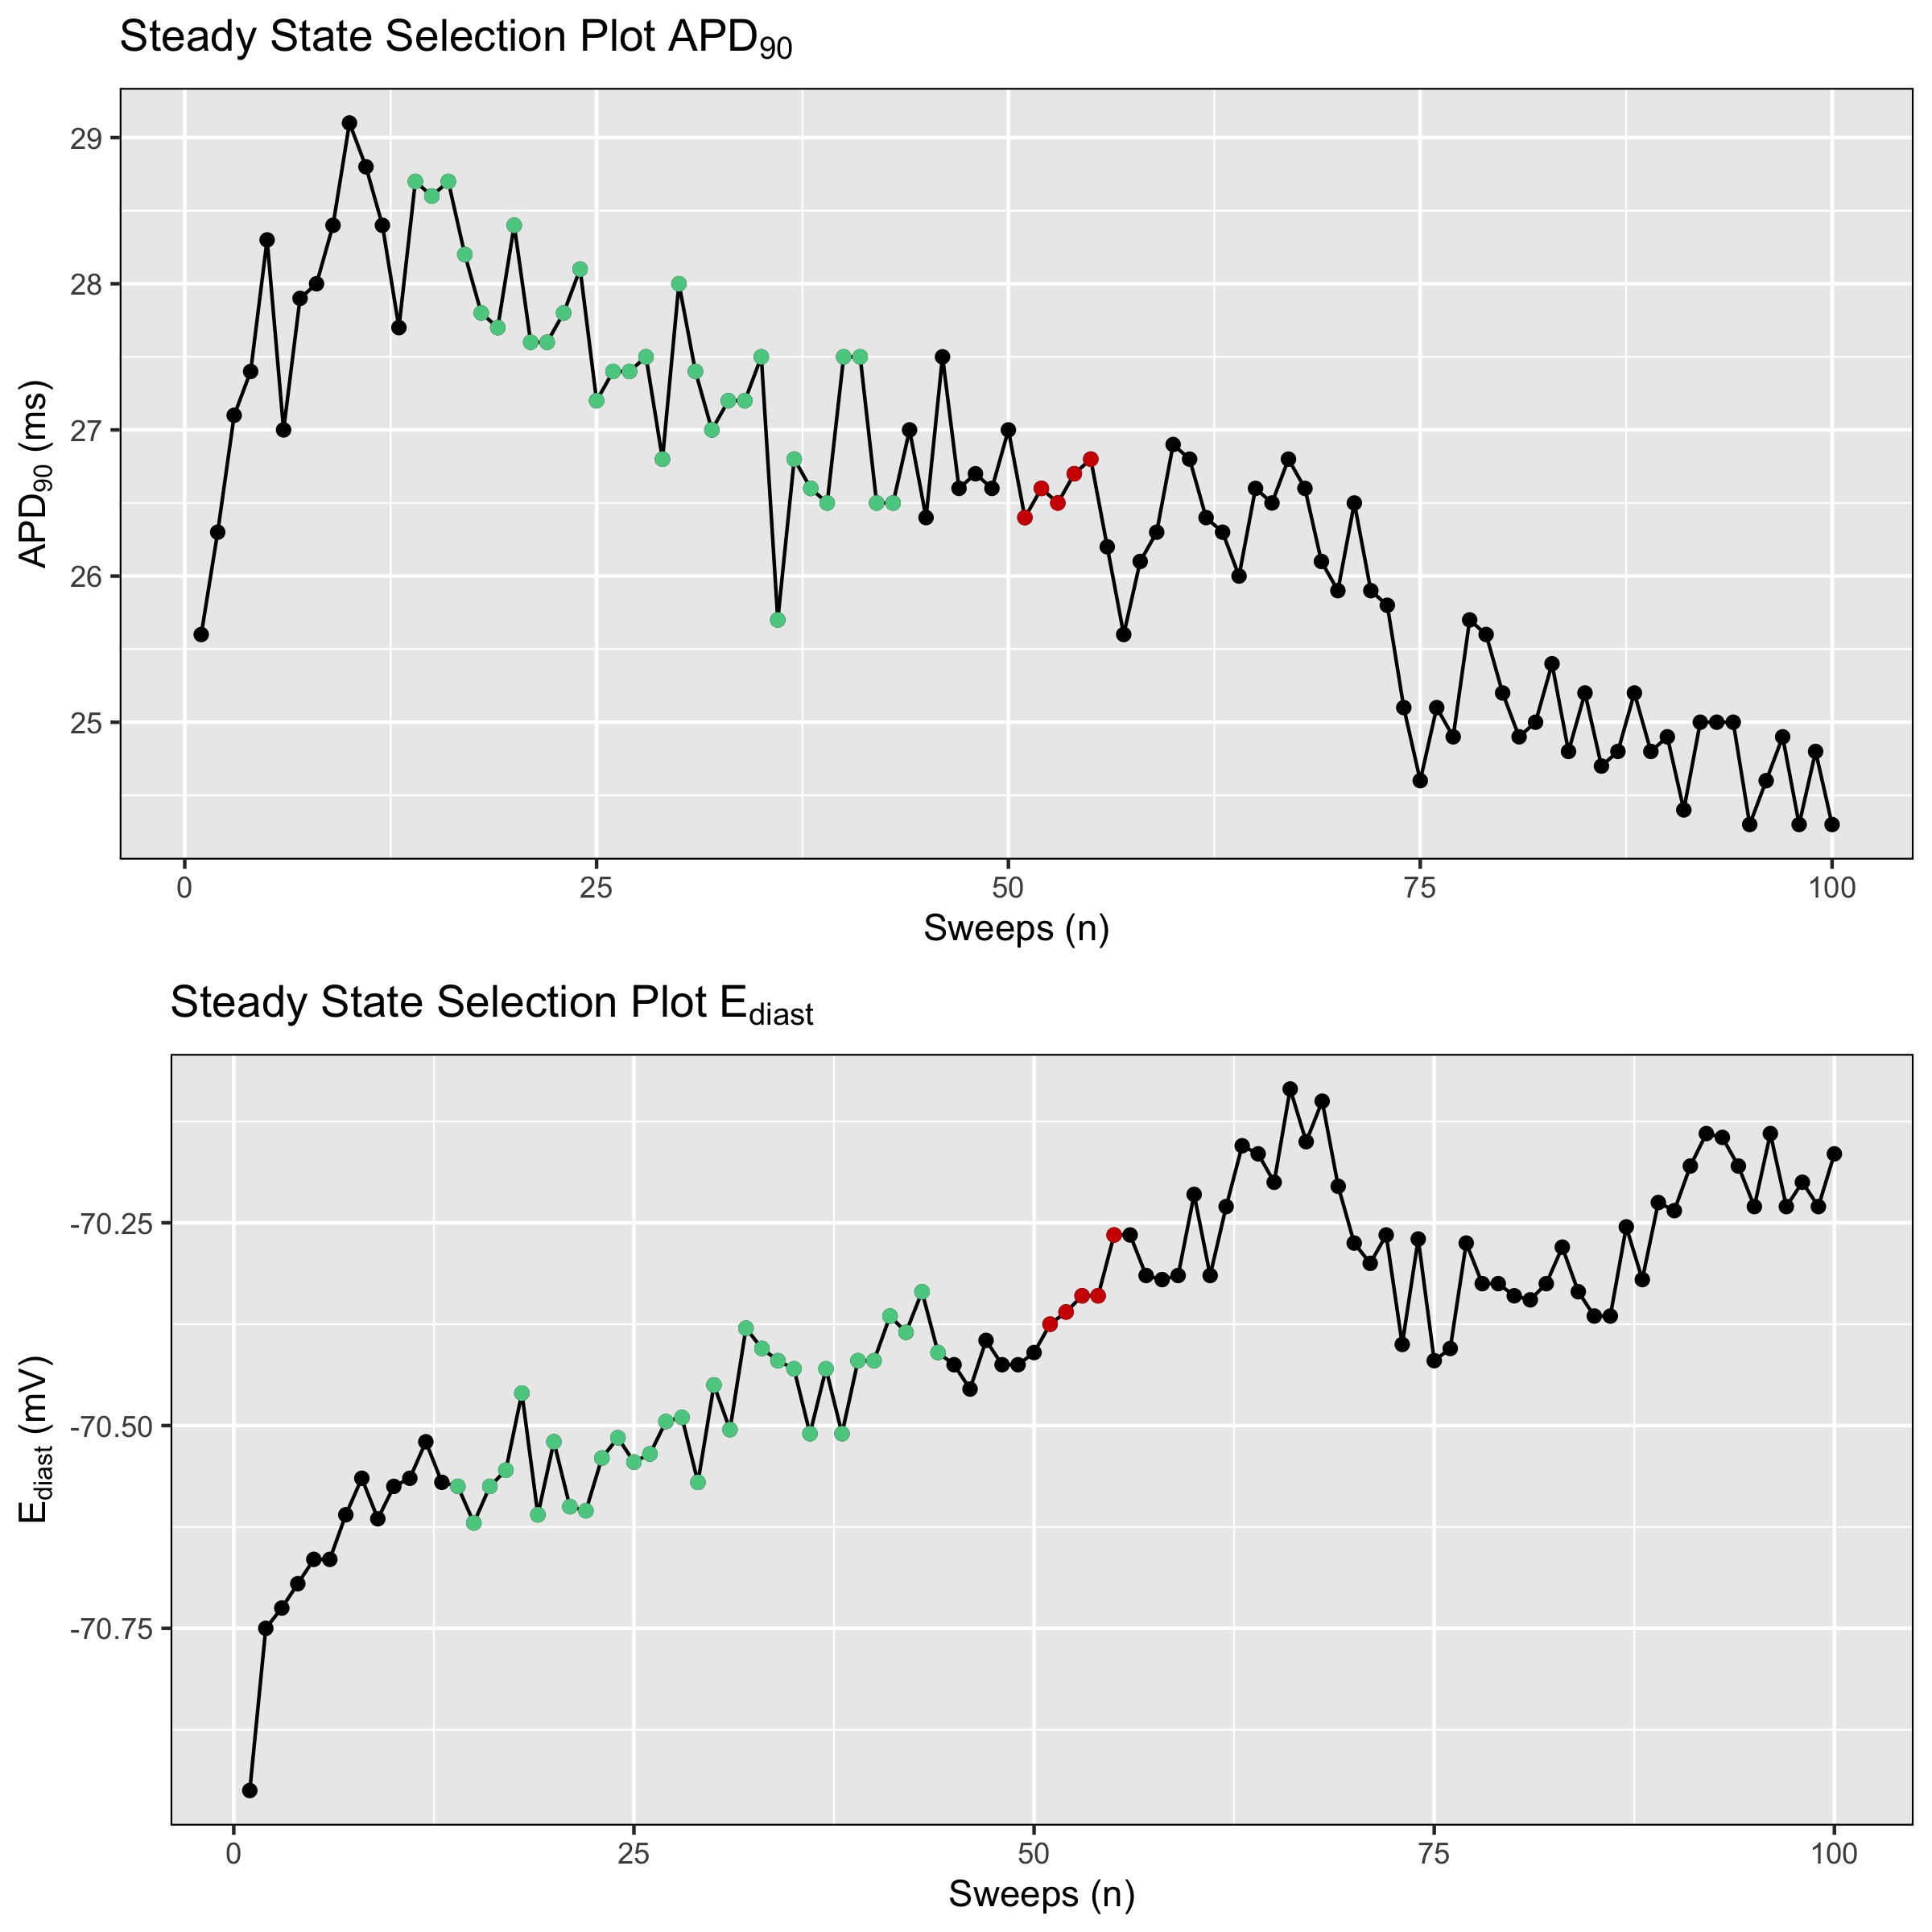 Steady State Selection Plot APD90
APD90 (ms)
29
28
27
26
25
0 25 50 75 100
Sweeps (n)
Steady State Selection Plot Ediast
Ediast (mV)
-70.25
-70.50
-70.75
0 25 50 75 100
Sweeps (n)